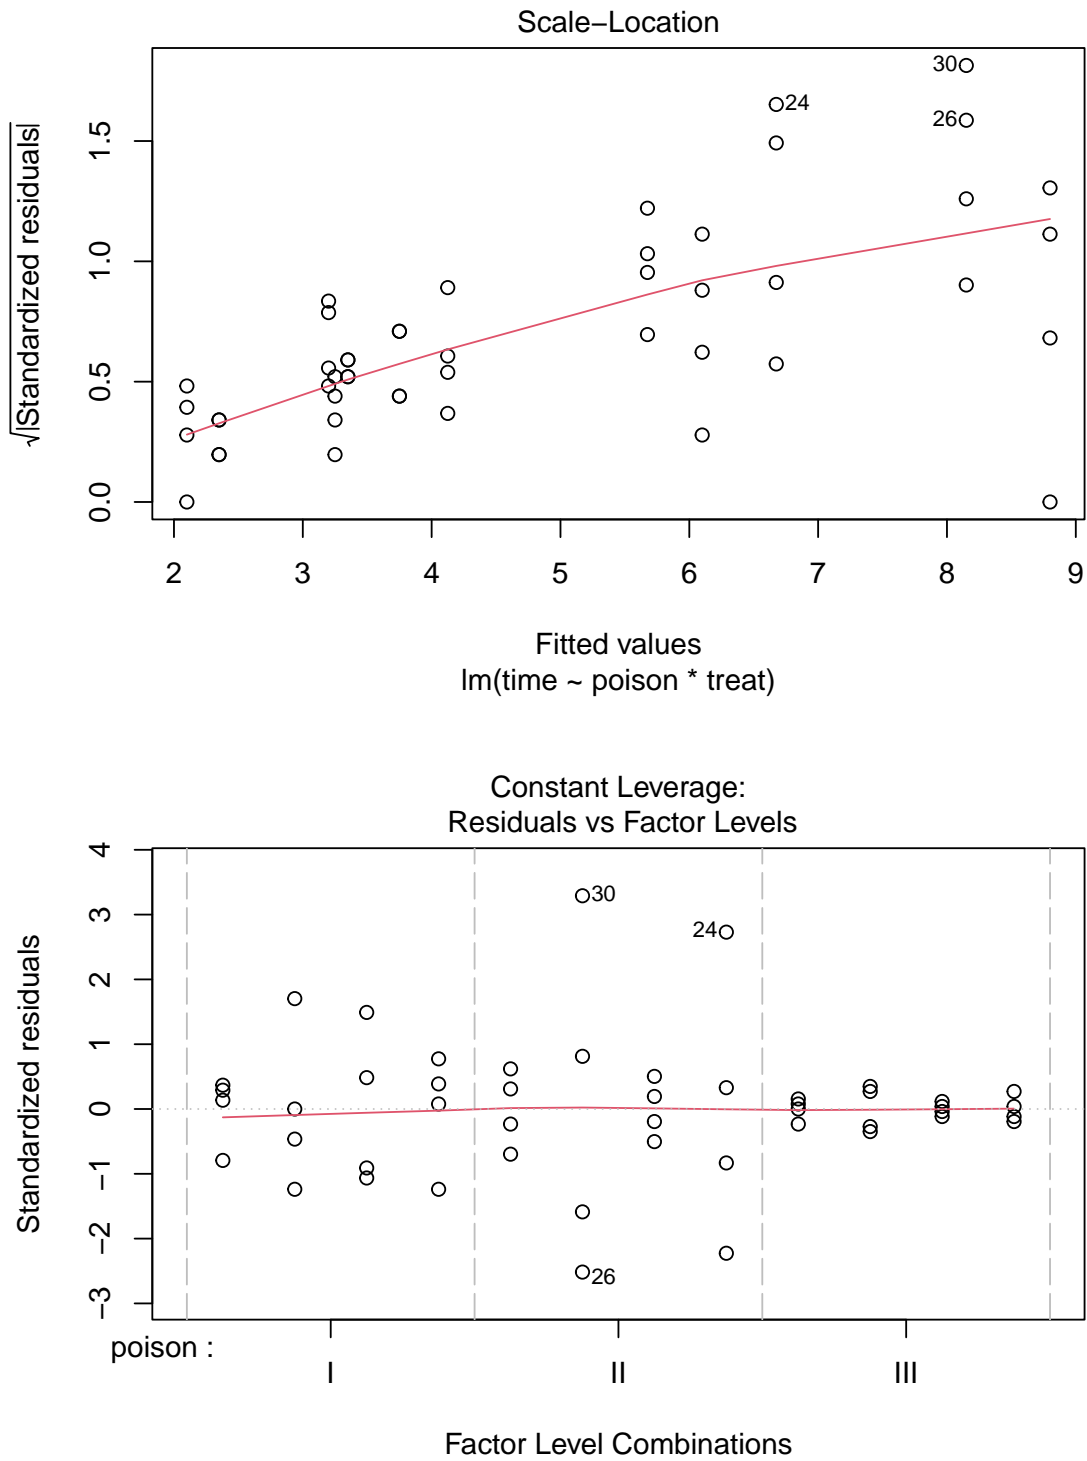 Scale−Location
√|Standardized residuals|
0.0 0.5 1.0 1.5
30
24
26
2 3 4 5 6 7 8 9
Fitted values
lm(time ~ poison * treat)
Constant Leverage:
Residuals vs Factor Levels
Standardized residuals
−3 −2 −1 0 1 2 3 4
30
24
26
poison :
I II III
Factor Level Combinations